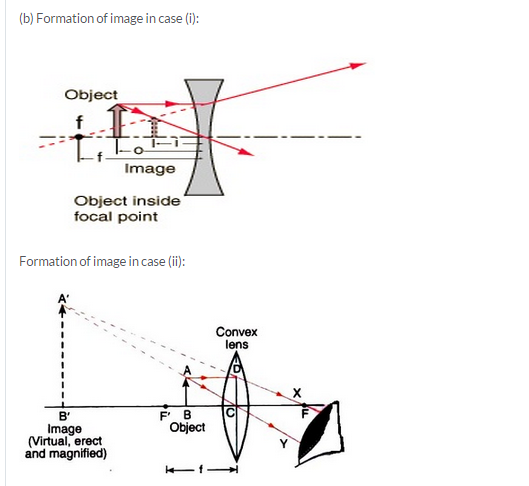 (b) Formation of image in case (i):
Object
f
f
o
i
Image
Object inside
focal point
Formation of image in case (ii):
A'
Convex
lens
A
D
X
B'
F'
B
C
F
Image
Object
(Virtual, erect
and magnified)
Y
f